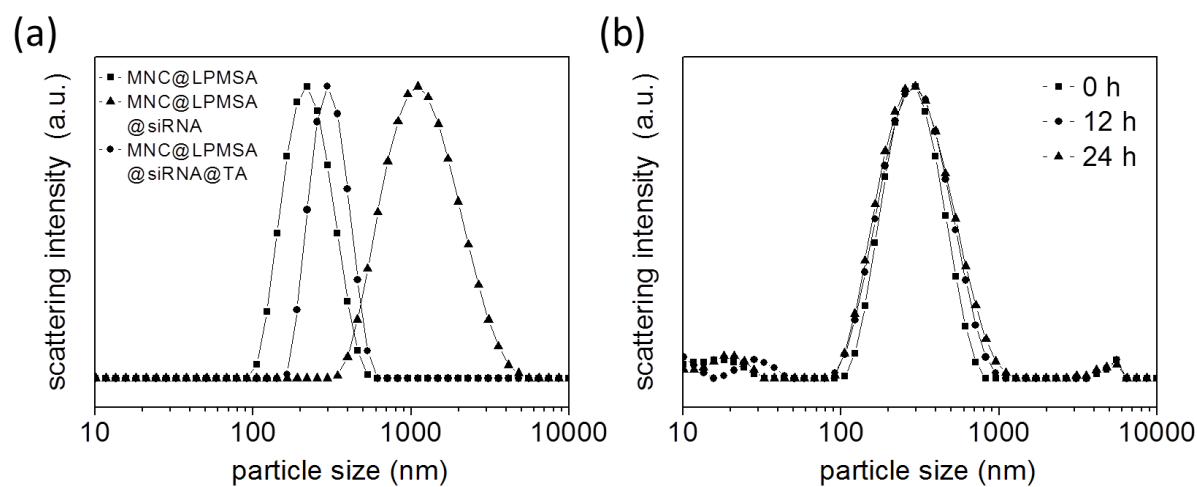 (a)
scattering intensity (a.u.)
-■- MNC@LPMSA
-▲- MNC@LPMSA
@siRNA
-●- MNC@LPMSA
@siRNA@TA
10 100 1000 10000
particle size (nm)
(b)
scattering intensity (a.u.)
-■- 0 h
-●- 12 h
-▲- 24 h
10 100 1000 10000
particle size (nm)